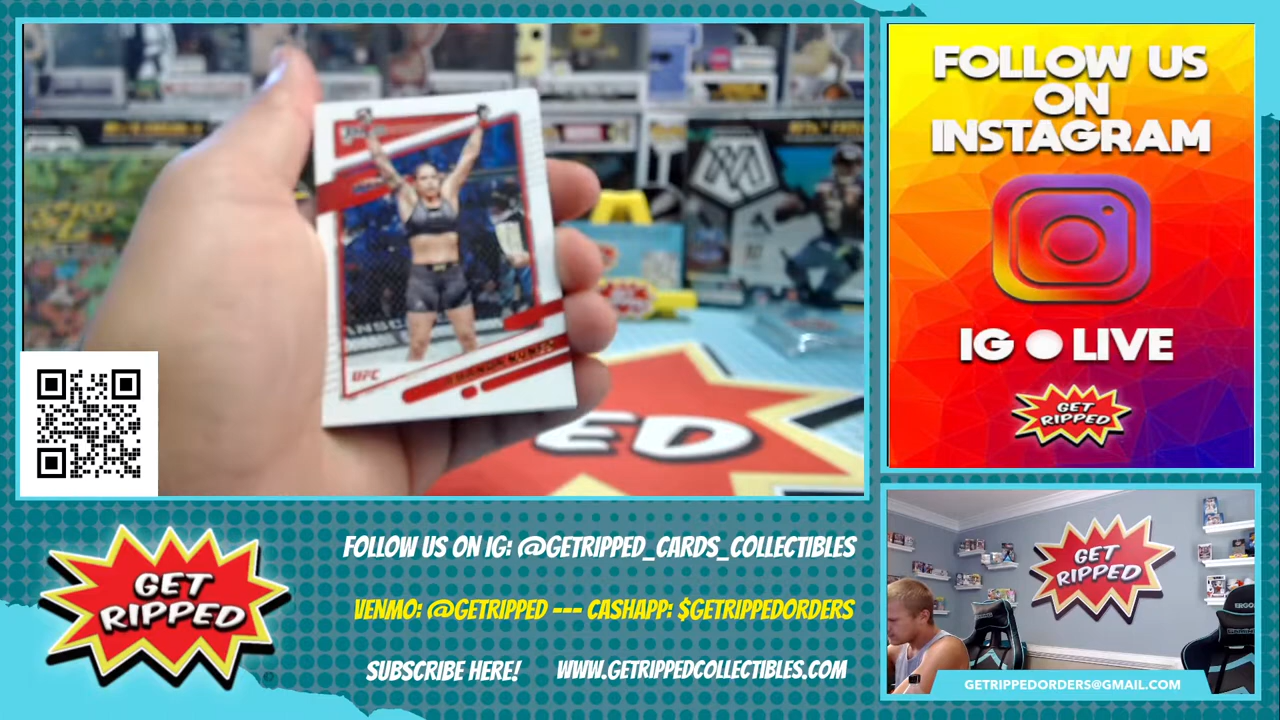 FOLLOW US
ON
INSTAGRAM
IG LIVE
GET
RIPPED
UFC
ED
GET
RIPPED
FOLLOW US ON IG: @GETRIPPED_CARDS_COLLECTIBLES
VENMO: @GETRIPPED --- CASHAPP: $GETRIPPEDORDERS
SUBSCRIBE HERE!
WWW.GETRIPPEDCOLLECTIBLES.COM
GET
RIPPED
GETRIPPEDORDERS@GMAIL.COM